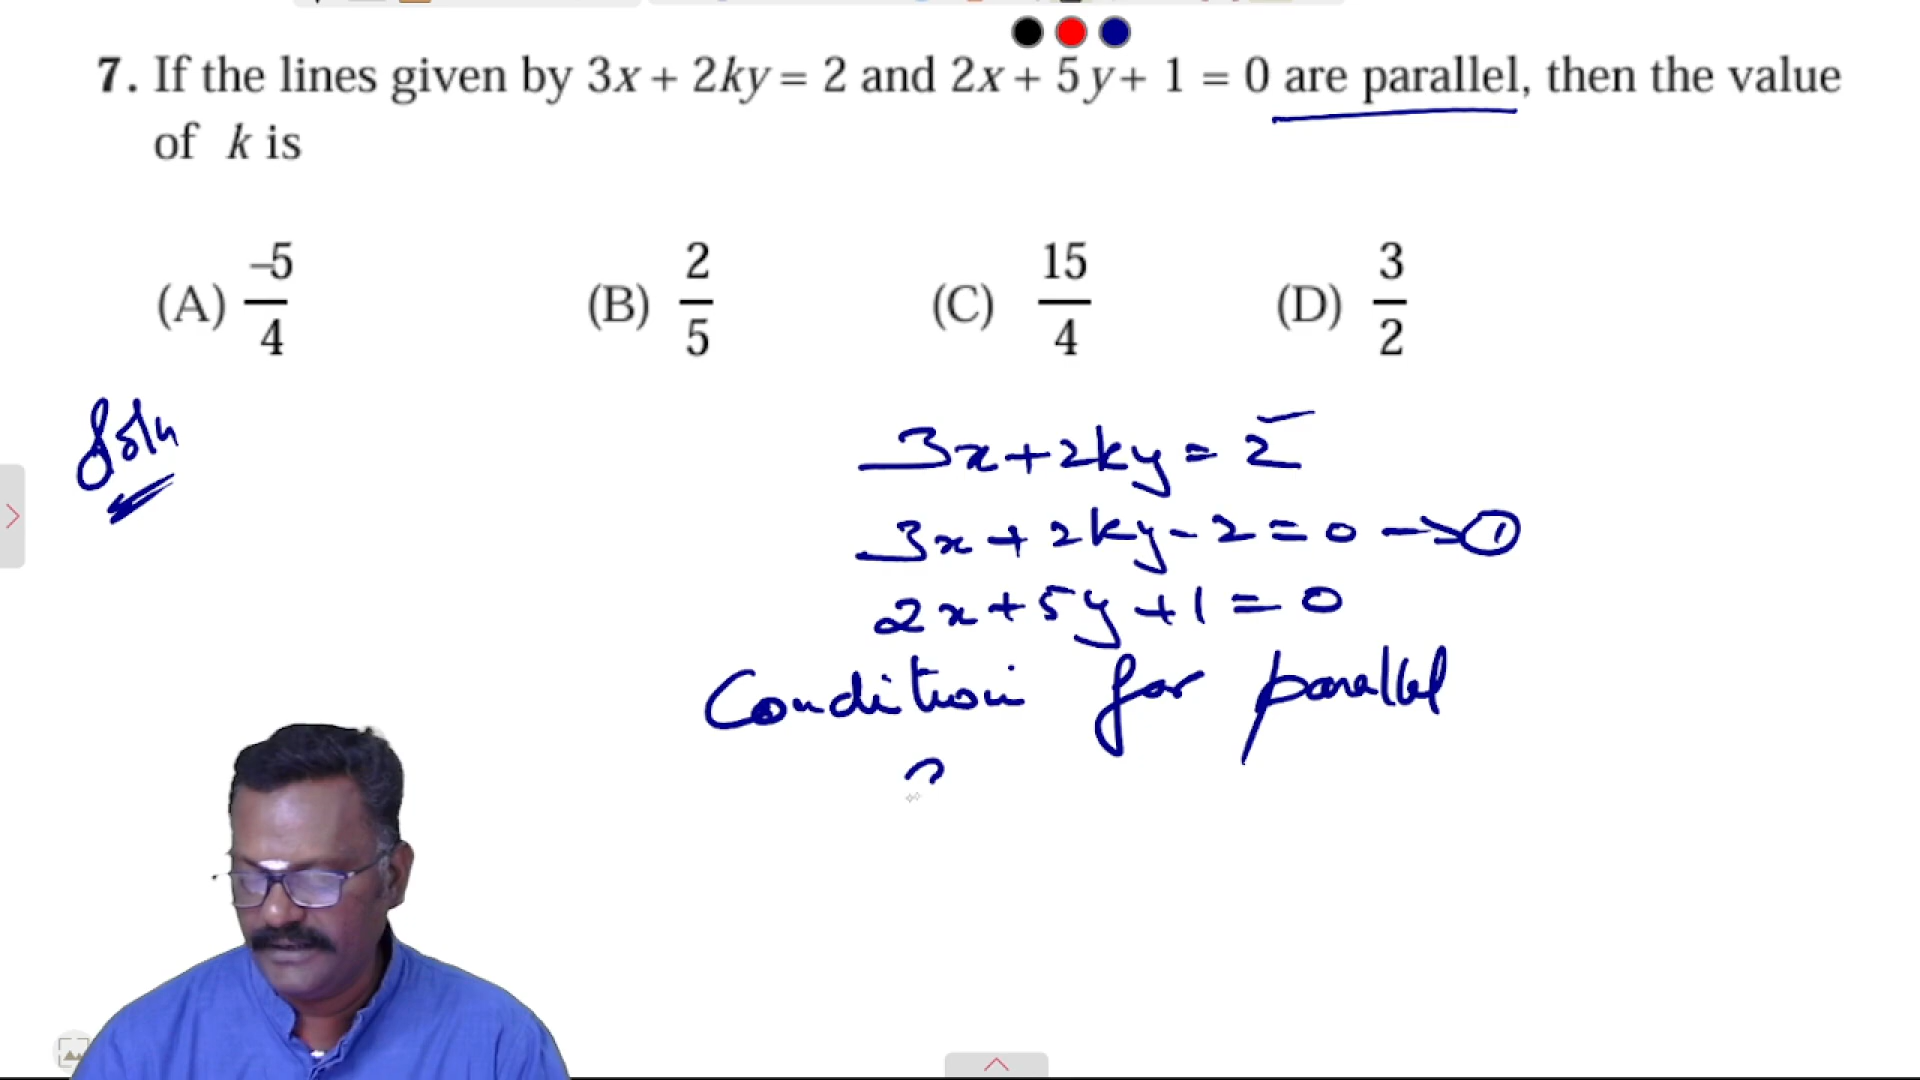 7. If the lines given by 3x + 2ky = 2 and 2x + 5y + 1 = 0 are parallel, then the value
of k is
(A) –5/4 (B) 2/5 (C) 15/4 (D) 3/2
Soln
3x + 2ky = 2
3x + 2ky - 2 = 0 → ①
2x + 5y + 1 = 0
Condition for parallel